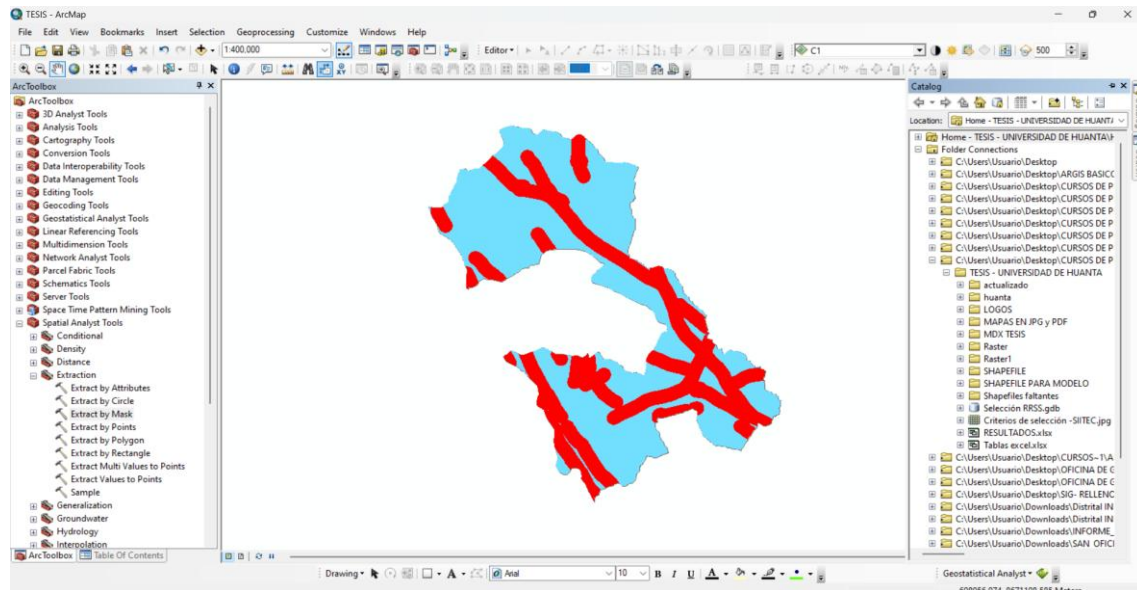 TESIS - ArcMap
File Edit View Bookmarks Insert Selection Geoprocessing Customize Windows Help
1:400.000
Editor
C1
500
ArcToolbox
ArcToolbox
3D Analyst Tools
Analysis Tools
Cartography Tools
Conversion Tools
Data Interoperability Tools
Data Management Tools
Editing Tools
Geocoding Tools
Geostatistical Analyst Tools
Linear Referencing Tools
Multidimension Tools
Network Analyst Tools
Parcel Fabric Tools
Schematics Tools
Server Tools
Space Time Pattern Mining Tools
Spatial Analyst Tools
Conditional
Density
Distance
Extraction
Extract by Attributes
Extract by Circle
Extract by Mask
Extract by Points
Extract by Polygon
Extract by Rectangle
Extract Multi Values to Points
Extract Values to Points
Sample
Generalization
Groundwater
Hydrology
Interpolation
ArcToolbox Table Of Contents
Catalog
Location: Home - TESIS - UNIVERSIDAD DE HUANTA
Home - TESIS - UNIVERSIDAD DE HUANTA\
Folder Connections
C:\Users\Usuario\Desktop
C:\Users\Usuario\Desktop\ARGIS BASICO
C:\Users\Usuario\Desktop\CURSOS DE P
C:\Users\Usuario\Desktop\CURSOS DE P
C:\Users\Usuario\Desktop\CURSOS DE P
C:\Users\Usuario\Desktop\CURSOS DE P
C:\Users\Usuario\Desktop\CURSOS DE P
C:\Users\Usuario\Desktop\CURSOS DE P
C:\Users\Usuario\Desktop\CURSOS DE P
TESIS - UNIVERSIDAD DE HUANTA
actualizado
huanta
LOGOS
MAPAS EN JPG y PDF
MDX TESIS
Raster
Raster1
SHAPEFILE
SHAPEFILE PARA MODELO
Shapefiles faltantes
Selección RRSS.gdb
Criterios de selección -SIITEC.jpg
RESULTADOS.xlsx
Tablas excel.xlsx
C:\Users\Usuario\Desktop\CURSOS~1\A
C:\Users\Usuario\Desktop\OFICINA DE G
C:\Users\Usuario\Desktop\OFICINA DE G
C:\Users\Usuario\Desktop\SIG- RELLENC
C:\Users\Usuario\Downloads\Distrital IN
C:\Users\Usuario\Downloads\Distrital IN
C:\Users\Usuario\Downloads\INFORME_
C:\Users\Usuario\Downloads\SAN OFICI
Drawing A Arial 10 B I U A
Geostatistical Analyst